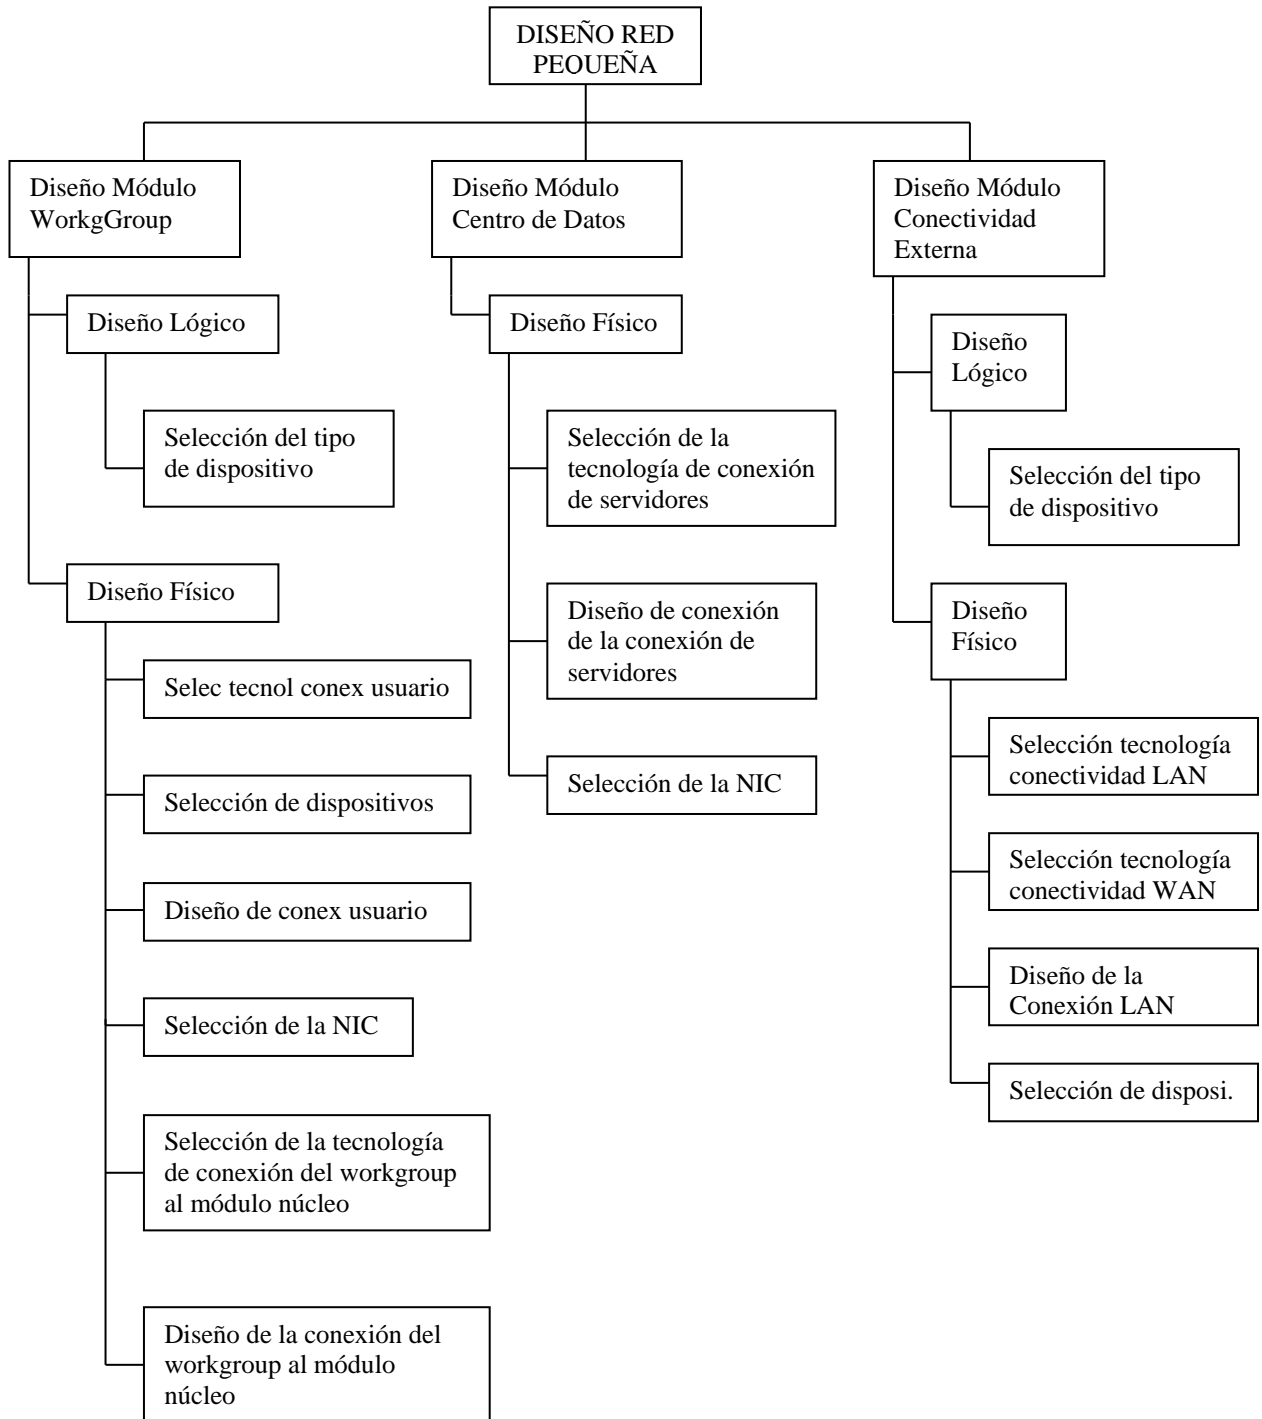 DISEÑO RED
PEQUEÑA
Diseño Módulo
WorkgGroup
Diseño Lógico
Selección del tipo
de dispositivo
Diseño Físico
Selec tecnol conex usuario
Selección de dispositivos
Diseño de conex usuario
Selección de la NIC
Selección de la tecnología
de conexión del workgroup
al módulo núcleo
Diseño de la conexión del
workgroup al módulo
núcleo
Diseño Módulo
Centro de Datos
Diseño Físico
Selección de la
tecnología de conexión
de servidores
Diseño de conexión
de la conexión de
servidores
Selección de la NIC
Diseño Módulo
Conectividad
Externa
Diseño
Lógico
Selección del tipo
de dispositivo
Diseño
Físico
Selección tecnología
conectividad LAN
Selección tecnología
conectividad WAN
Diseño de la
Conexión LAN
Selección de disposi.